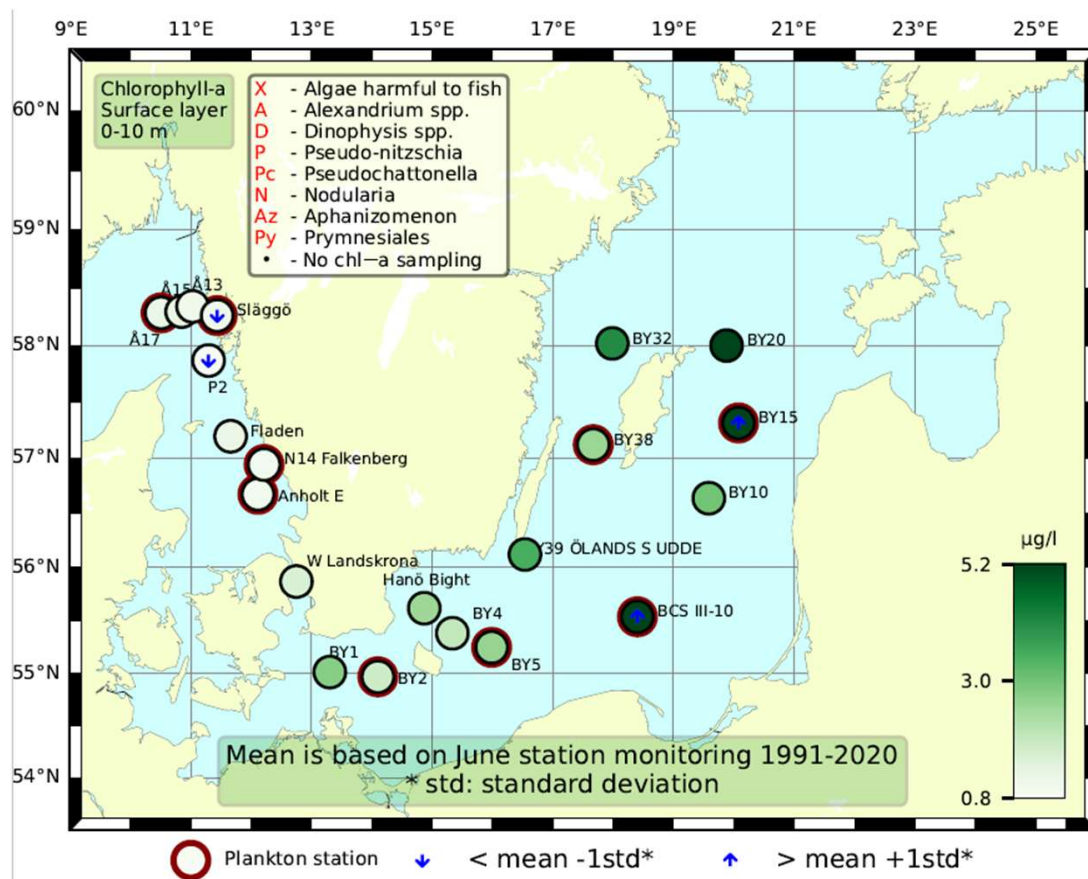 9°E 11°E 13°E 15°E 17°E 19°E 21°E 23°E 25°E
60°N
59°N
58°N
57°N
56°N
55°N
54°N
Chlorophyll-a
Surface layer
0-10 m
X - Algae harmful to fish
A - Alexandrium spp.
D - Dinophysis spp.
P - Pseudo-nitzschia
Pc - Pseudochattonella
N - Nodularia
Az - Aphanizomenon
Py - Prymnesiales
• - No chl−a sampling
Å15
Å13
Släggö
Å17
P2
Fladen
N14 Falkenberg
Anholt E
W Landskrona
Hanö Bight
BY1
BY2
BY4
BY5
BY32
BY20
BY15
BY38
BY10
Y39 ÖLANDS S UDDE
BCS III-10
µg/l
5.2
3.0
0.8
Mean is based on June station monitoring 1991-2020
* std: standard deviation
Plankton station
< mean -1std*
> mean +1std*